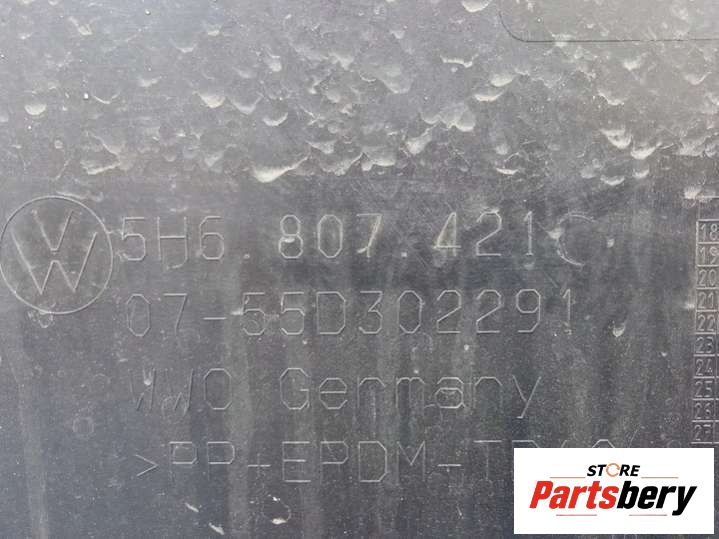 5H6.807.421C
07-55D302291
WWO Germany
>PP+EPDM-
18
19
20
21
22
23
24
25
26
27
STORE
Partsbery